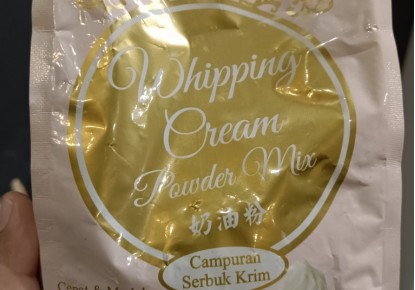 Whipping
Cream
Powder Mix
奶油粉
Campuran
Serbuk Krim